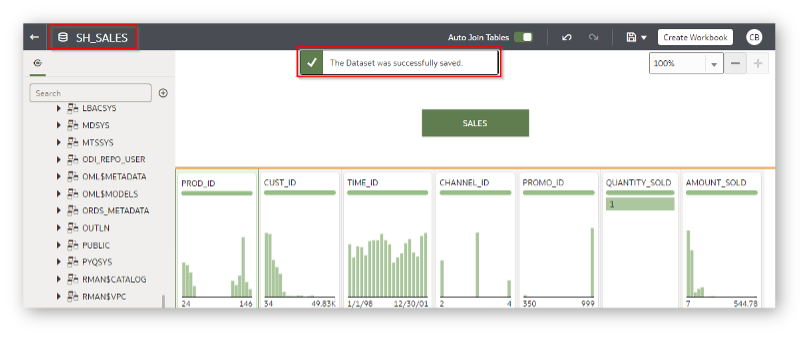 SH_SALES
Auto Join Tables
Create Workbook
CB
The Dataset was successfully saved.
100%
Search
LBACSYS
MDSYS
MTSSYS
ODI_REPO_USER
OML$METADATA
OML$MODELS
ORDS_METADATA
OUTLN
PUBLIC
PYQSYS
RMAN$CATALOG
RMAN$VPC
SALES
PROD_ID
24 146
CUST_ID
34 49.83K
TIME_ID
1/1/98 12/30/01
CHANNEL_ID
2 4
PROMO_ID
350 999
QUANTITY_SOLD
1
AMOUNT_SOLD
7 544.78